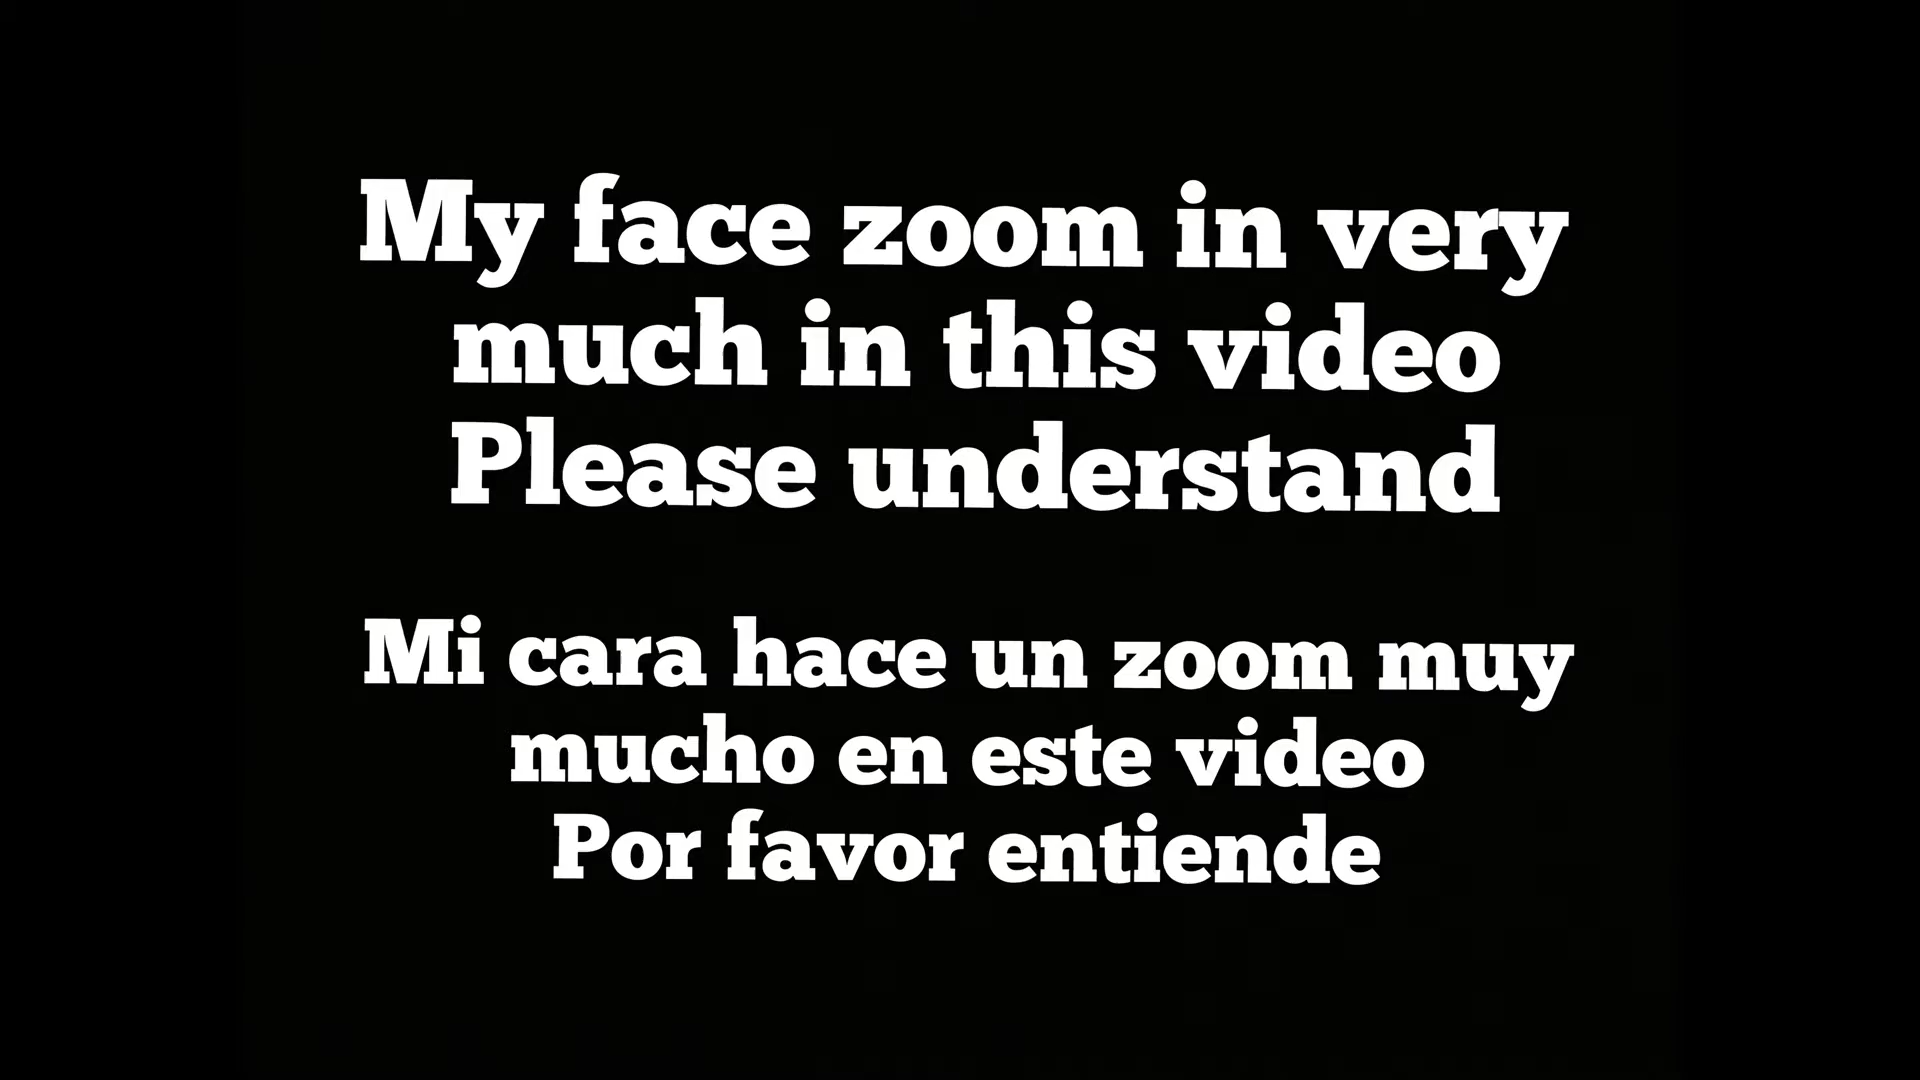 My face zoom in very
much in this video
Please understand
Mi cara hace un zoom muy
mucho en este video
Por favor entiende